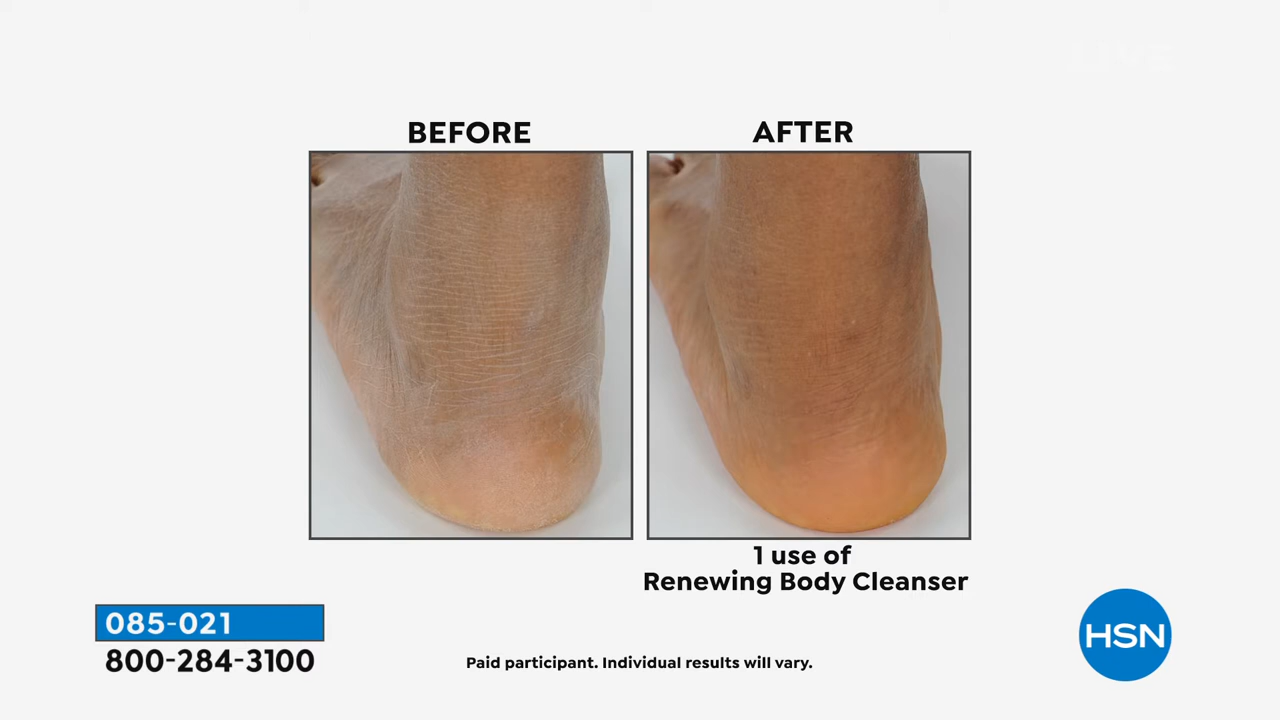 BEFORE
AFTER
1 use of
Renewing Body Cleanser
085-021
800-284-3100
Paid participant. Individual results will vary.
HSN